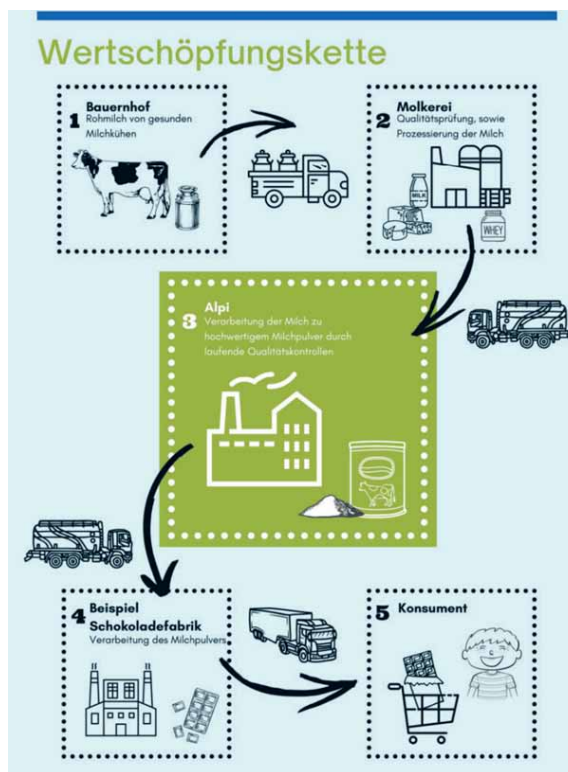 Wertschöpfungskette
1
Bauernhof
Rohmilch von gesunden
Milchkühen
2
Molkerei
Qualitätsprüfung, sowie
Prozessierung der Milch
MILK
WHEY
3
Alpi
Verarbeitung der Milch zu
hochwertigem Milchpulver durch
laufende Qualitätskontrollen
4
Beispiel
Schokoladefabrik
Verarbeitung des Milchpulvers
5
Konsument